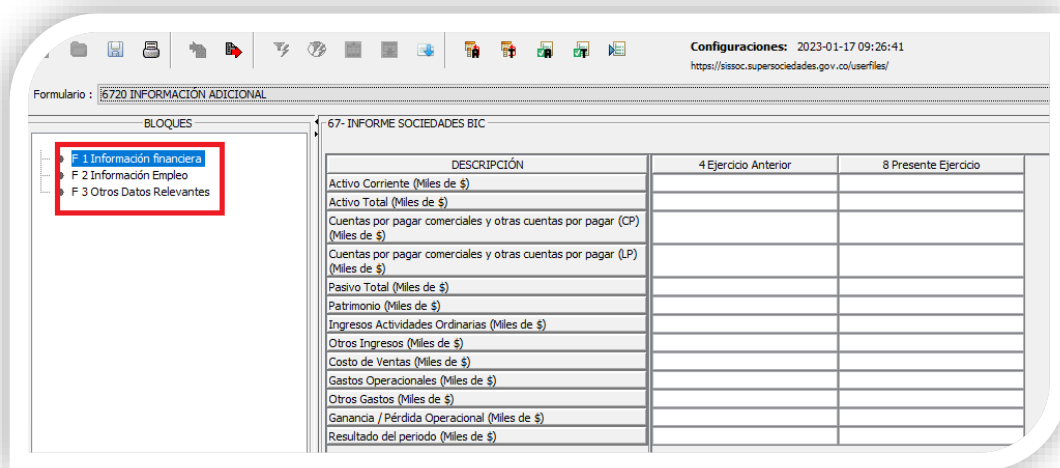 Configuraciones: 2023-01-17 09:26:41
https://sissoc.supersociedades.gov.co/userfiles/
Formulario : 6720 INFORMACIÓN ADICIONAL
BLOQUES
67- INFORME SOCIEDADES BIC
F 1 Información financiera
F 2 Información Empleo
F 3 Otros Datos Relevantes
DESCRIPCIÓN 4 Ejercicio Anterior 8 Presente Ejercicio
Activo Corriente (Miles de $)
Activo Total (Miles de $)
Cuentas por pagar comerciales y otras cuentas por pagar (CP)
(Miles de $)
Cuentas por pagar comerciales y otras cuentas por pagar (LP)
(Miles de $)
Pasivo Total (Miles de $)
Patrimonio (Miles de $)
Ingresos Actividades Ordinarias (Miles de $)
Otros Ingresos (Miles de $)
Costo de Ventas (Miles de $)
Gastos Operacionales (Miles de $)
Otros Gastos (Miles de $)
Ganancia / Pérdida Operacional (Miles de $)
Resultado del periodo (Miles de $)